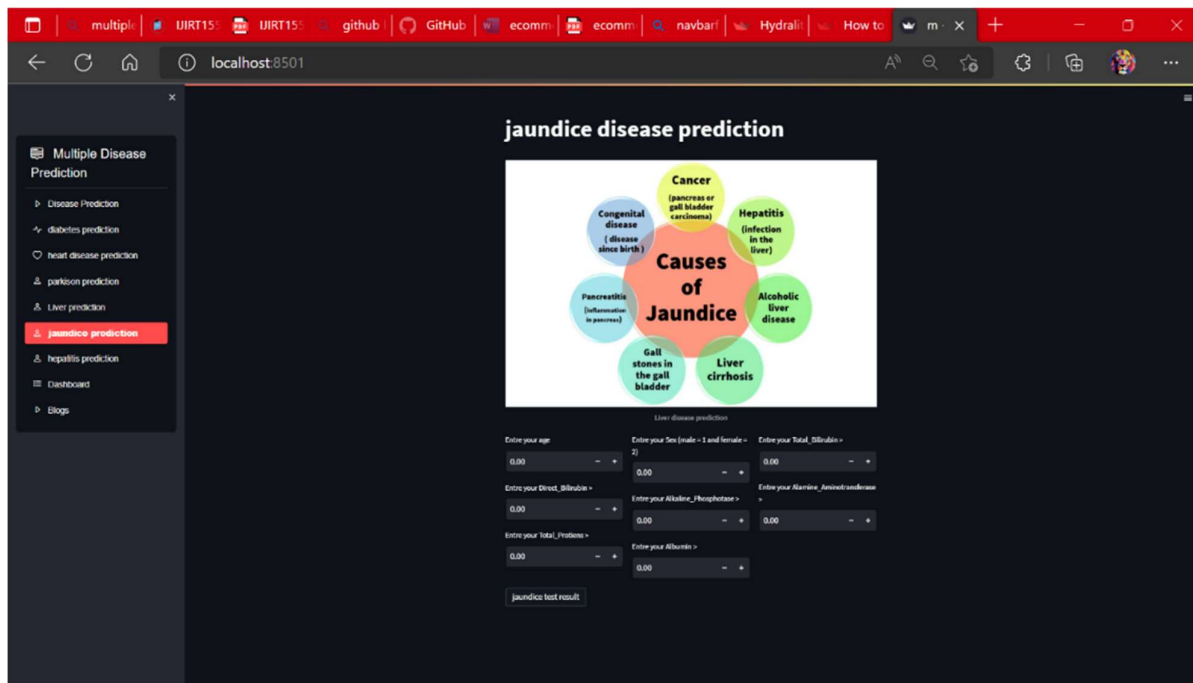 multiple
IJIRT155
IJIRT155
github
GitHub
ecomm
ecomm
navbarf
Hydralit
How to
m
localhost:8501
jaundice disease prediction
Multiple Disease
Prediction
Disease Prediction
diabetes prediction
heart disease prediction
parkison prediction
Liver prediction
jaundice prediction
hepatitis prediction
Dashboard
Blogs
Cancer
(pancreas or
gall bladder
carcinoma)
Congenital
disease
( disease
since birth )
Hepatitis
(infection
in the
liver)
Causes
of
Jaundice
Pancreatitis
(inflammation
in pancreas)
Alcoholic
liver
disease
Gall
stones in
the gall
bladder
Liver
cirrhosis
Liver disease prediction
Entre your age
0.00 − +
Entre your Sex (male = 1 and female =
2)
0.00 − +
Entre your Total_Bilirubin >
0.00 − +
Entre your Direct_Bilirubin >
0.00 − +
Entre your Alkaline_Phosphotase >
0.00 − +
Entre your Alamine_Aminotransferase
>
0.00 − +
Entre your Total_Protiens >
0.00 − +
Entre your Albumin >
0.00 − +
jaundice test result